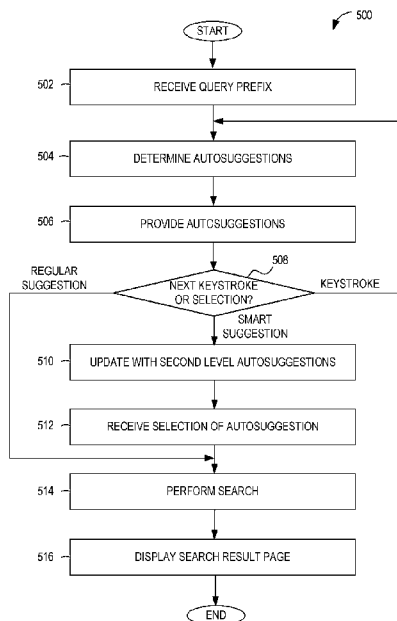 500
START
502
RECEIVE QUERY PREFIX
504
DETERMINE AUTOSUGGESTIONS
506
PROVIDE AUTOSUGGESTIONS
508
REGULAR
SUGGESTION
NEXT KEYSTROKE
OR SELECTION?
KEYSTROKE
SMART
SUGGESTION
510
UPDATE WITH SECOND LEVEL AUTOSUGGESTIONS
512
RECEIVE SELECTION OF AUTOSUGGESTION
514
PERFORM SEARCH
516
DISPLAY SEARCH RESULT PAGE
END